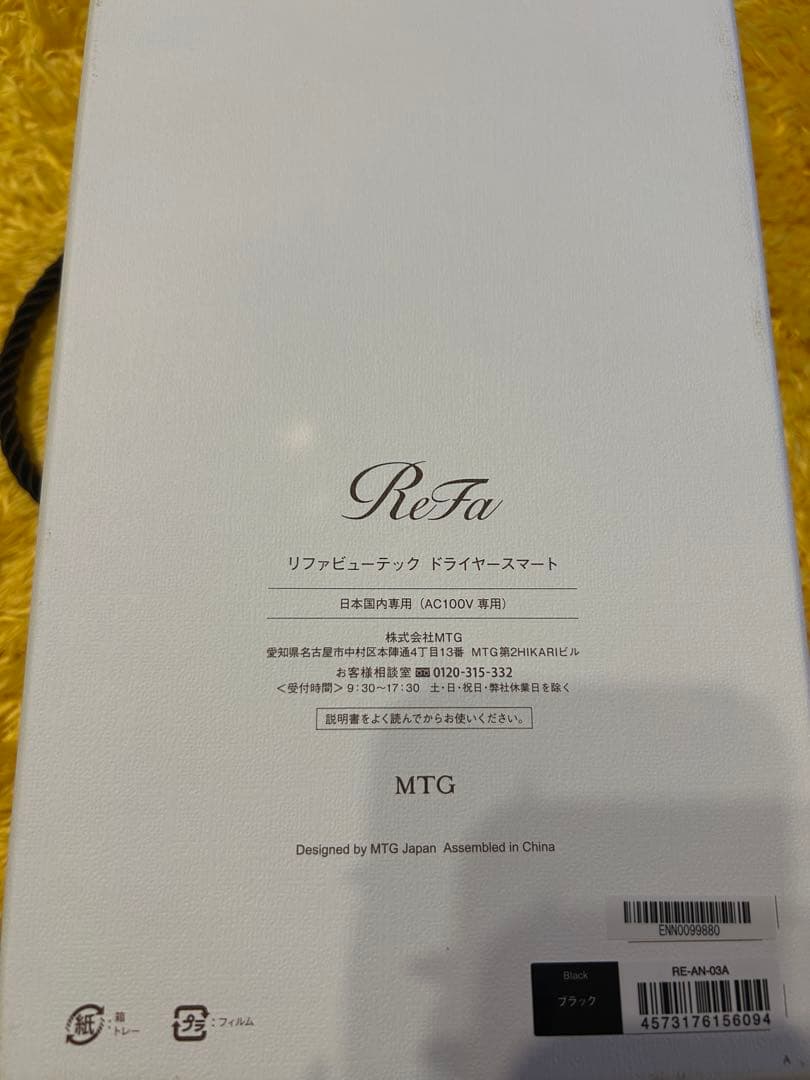 ReFa
リファビューテック ドライヤースマート
日本国内専用（AC100V 専用）
株式会社MTG
愛知県名古屋市中村区本陣通4丁目13番 MTG第2HIKARIビル
お客様相談室 0120-315-332
＜受付時間＞9：30〜17：30 土・日・祝日・弊社休業日を除く
説明書をよく読んでからお使いください。
MTG
Designed by MTG Japan Assembled in China
ENN0099880
Black
ブラック
RE-AN-03A
4573176156094
紙：箱
トレー
プラ：フィルム
A